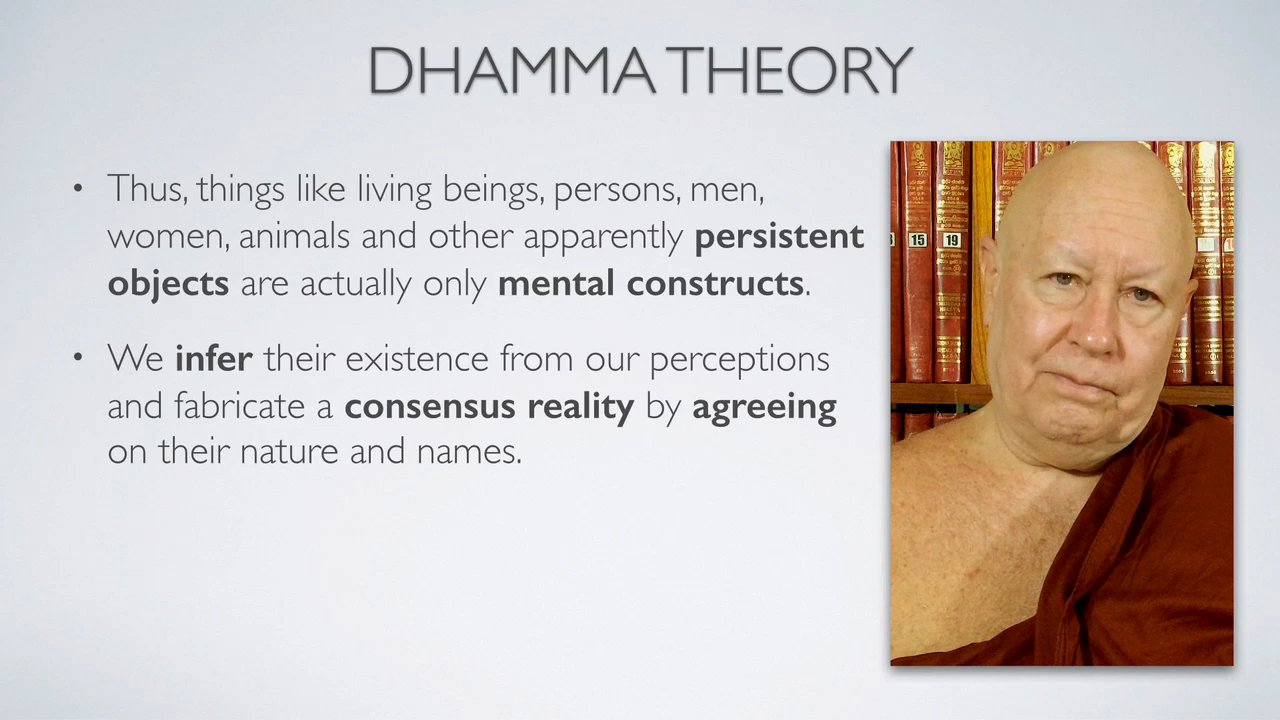 DHAMMA THEORY
• Thus, things like living beings, persons, men,
women, animals and other apparently persistent
objects are actually only mental constructs.
• We infer their existence from our perceptions
and fabricate a consensus reality by agreeing
on their nature and names.
15
19